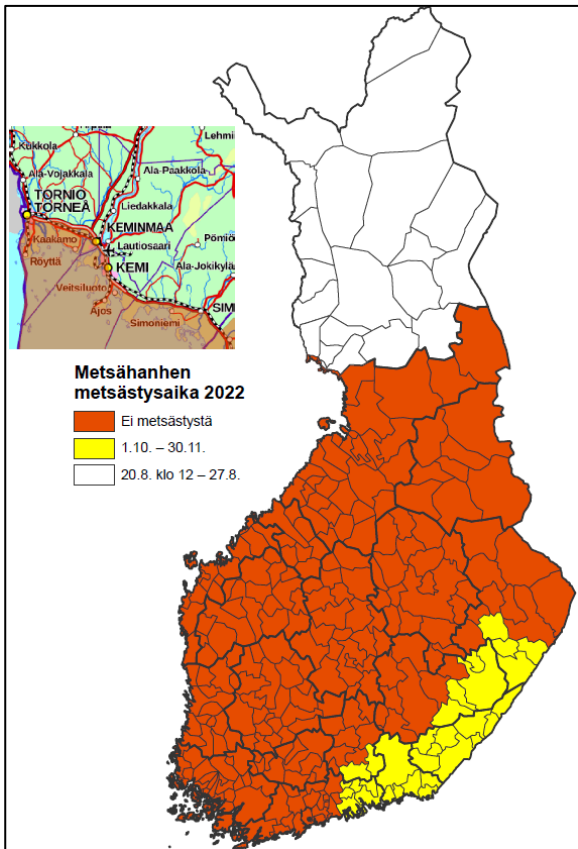 Kukkola
Lehmi
Ala-Vojakkala
Ala-Paakkola
TORNIO
TORNEÅ
Liedakkala
KEMINMAA
Kaakamo
Lautiosaari
Pömiö
Röyttä
KEMI
Ala-Jokikylä
Veitsiluoto
Ajos
SIM
Simoniemi
Metsähanhen
metsästysaika 2022
Ei metsästystä
1.10. – 30.11.
20.8. klo 12 – 27.8.